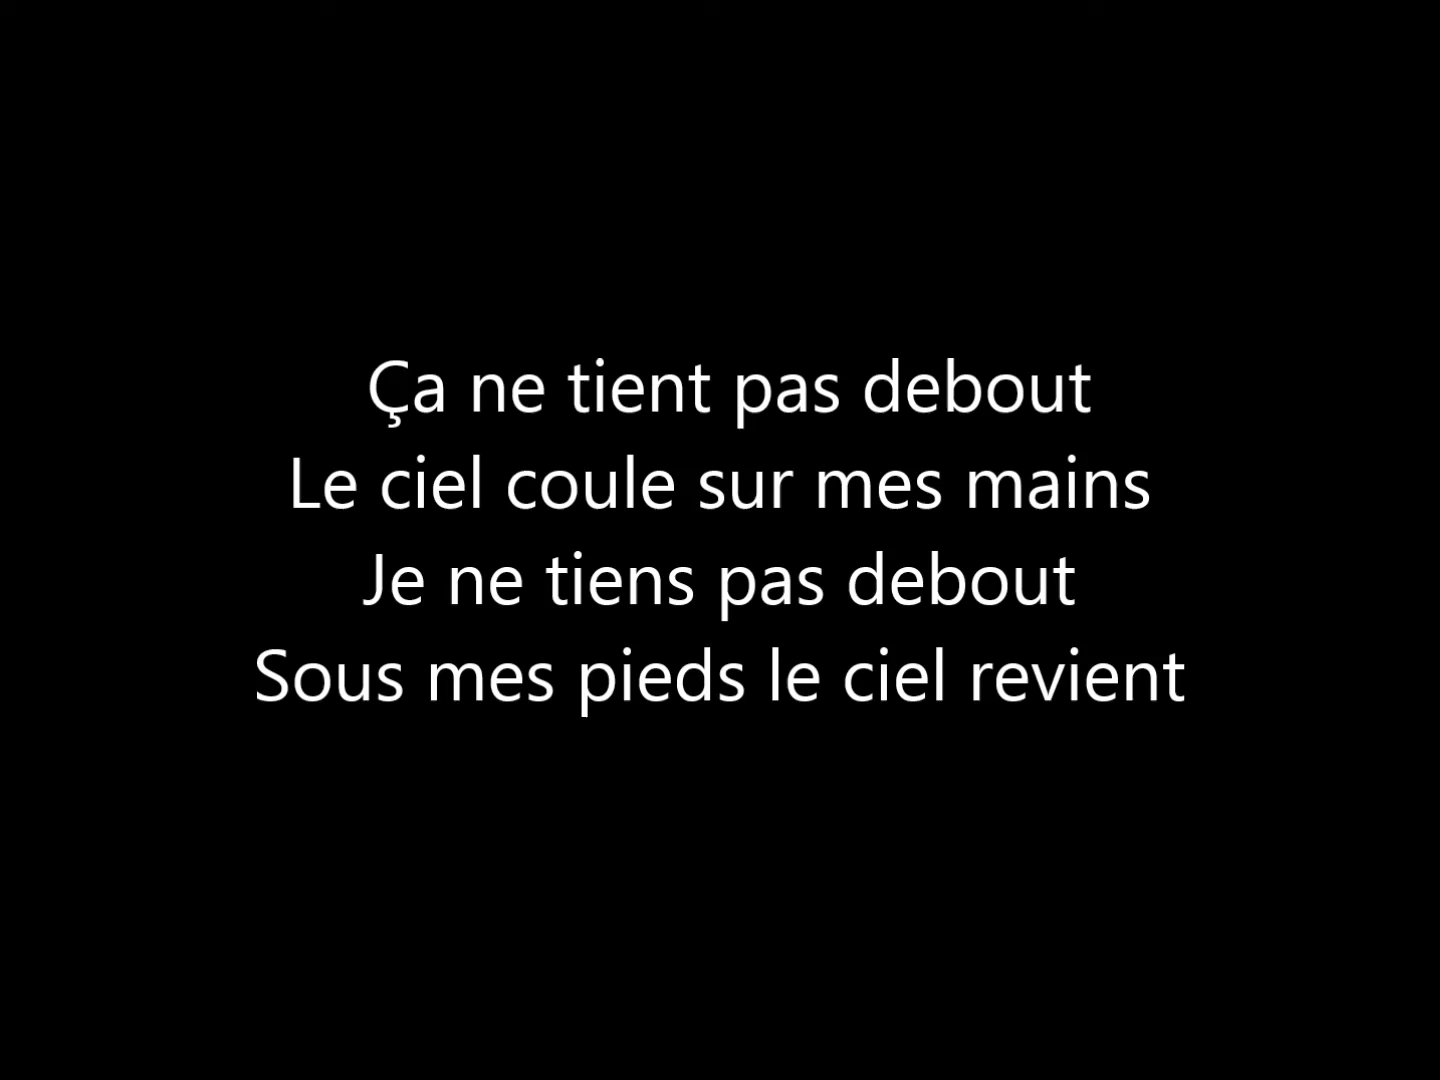 Ça ne tient pas debout
Le ciel coule sur mes mains
Je ne tiens pas debout
Sous mes pieds le ciel revient